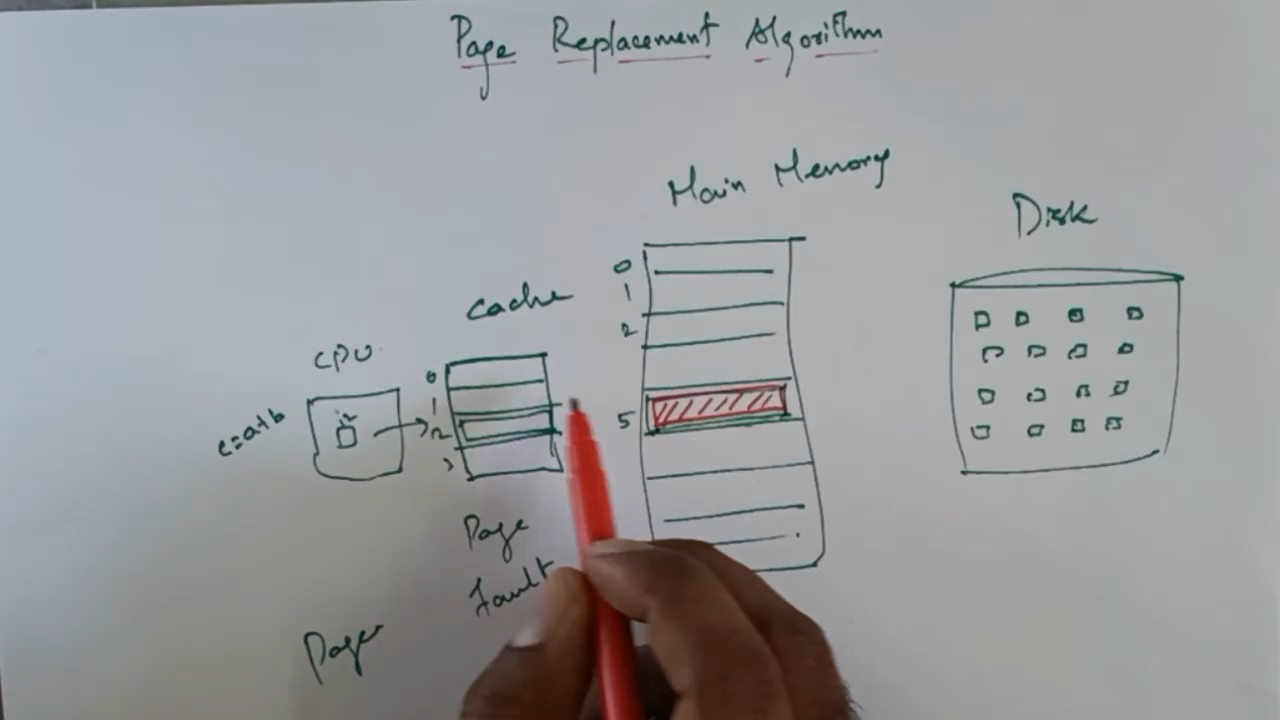 Page Replacement Algorithm
Main Memory
Disk
Cache
CPU
c=a+b
0
1
2
3
0
1
2
5
Page
Fault
Page